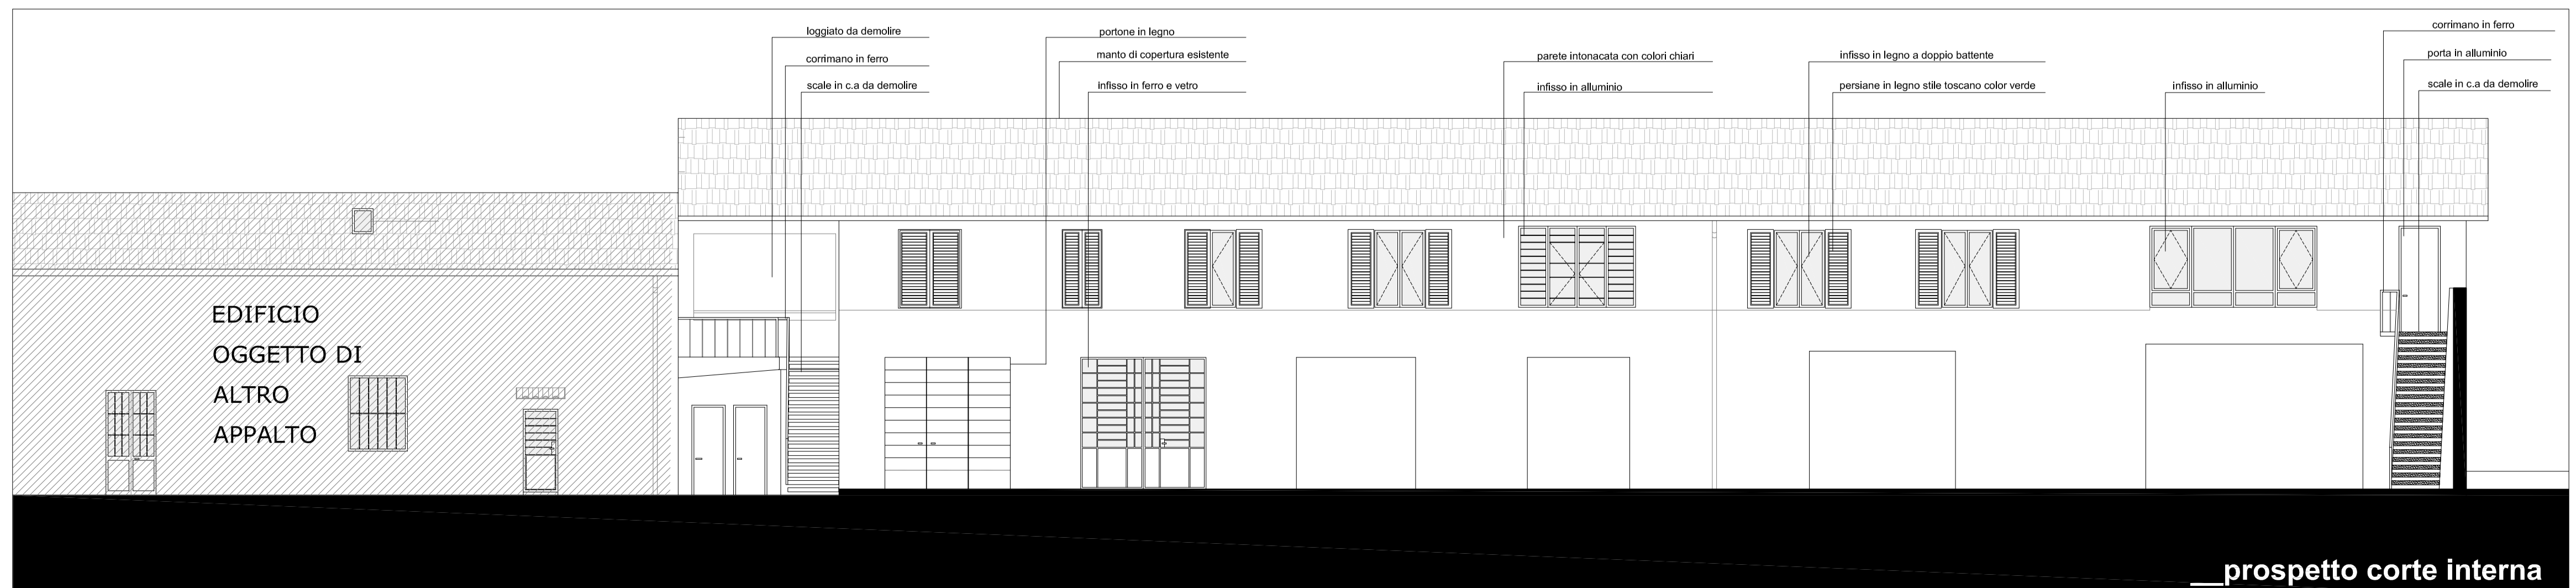 loggiato da demolire
corrimano in ferro
scale in c.a da demolire
portone in legno
manto di copertura esistente
infisso in ferro e vetro
parete intonacata con colori chiari
infisso in alluminio
infisso in legno a doppio battente
persiane in legno stile toscano color verde
infisso in alluminio
corrimano in ferro
porta in alluminio
scale in c.a da demolire
EDIFICIO
OGGETTO DI
ALTRO
APPALTO
__prospetto corte interna